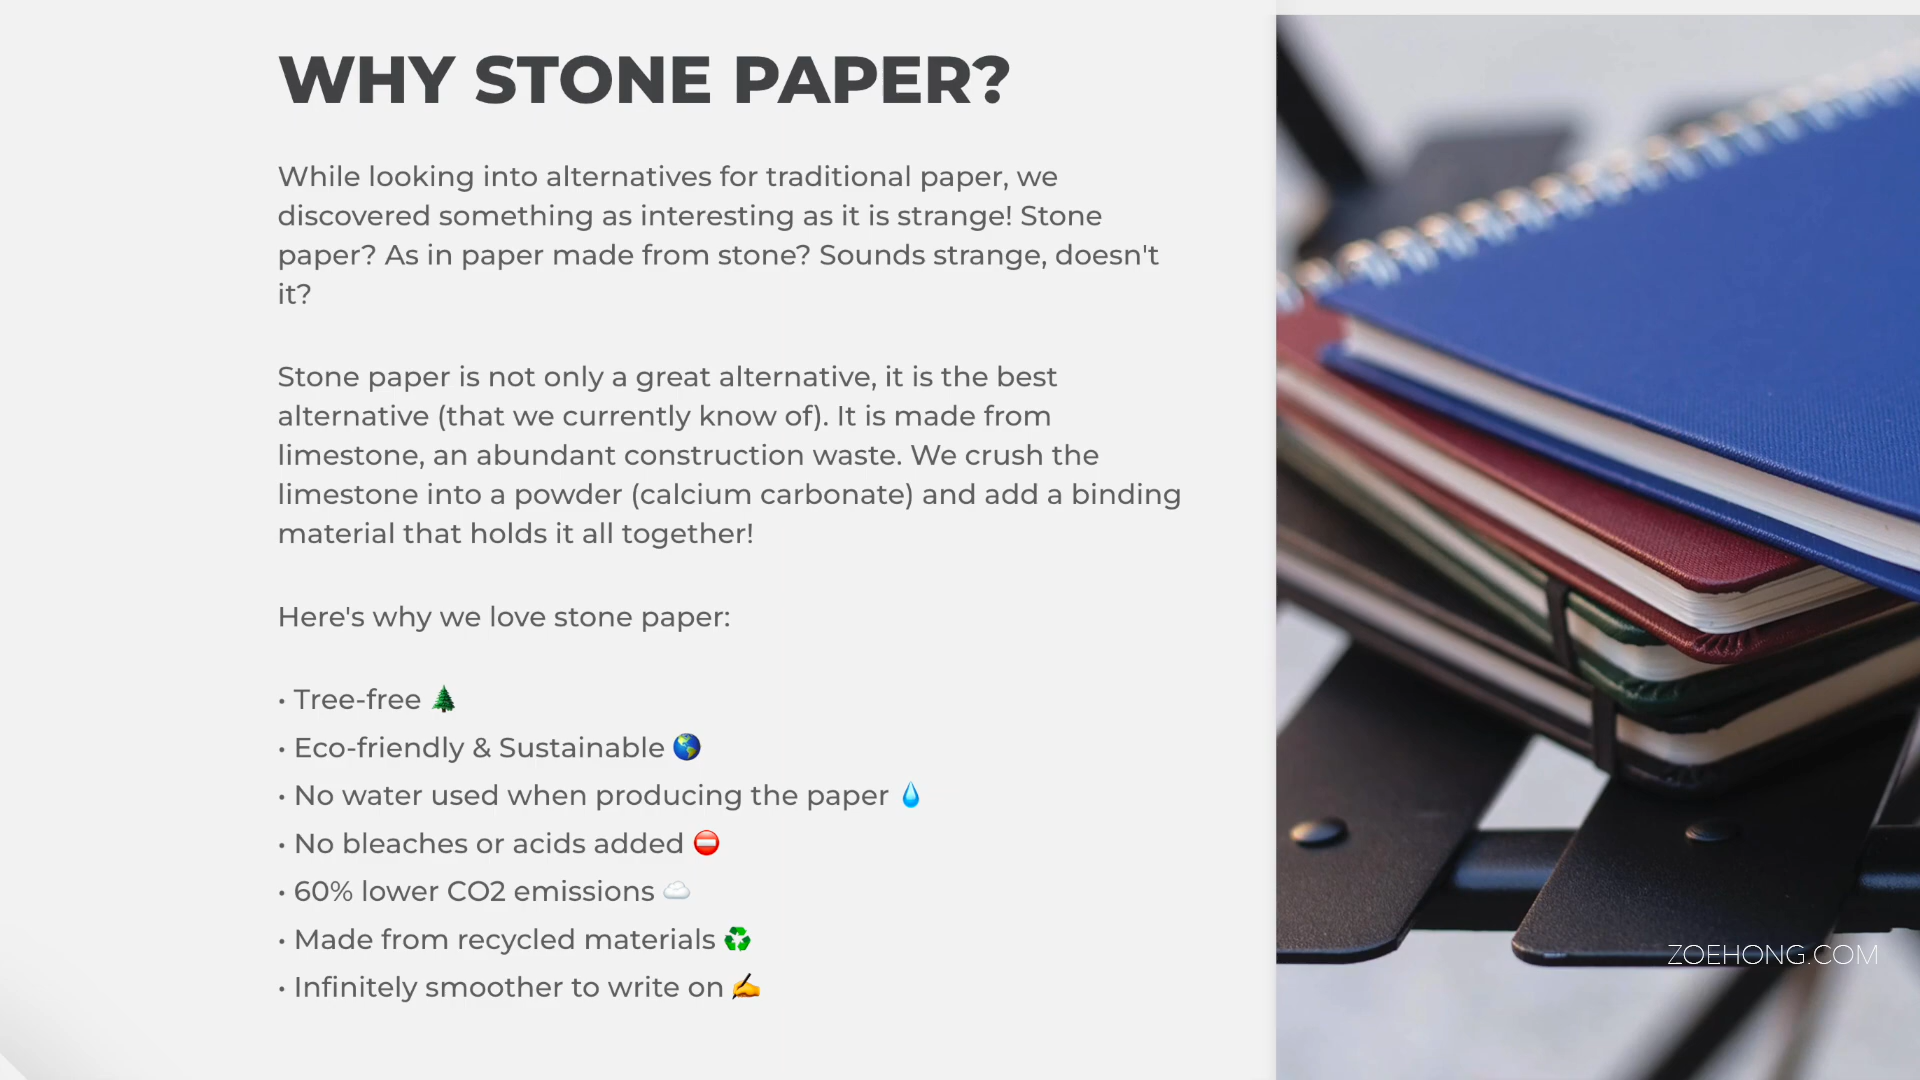 WHY STONE PAPER?
While looking into alternatives for traditional paper, we
discovered something as interesting as it is strange! Stone
paper? As in paper made from stone? Sounds strange, doesn't
it?
Stone paper is not only a great alternative, it is the best
alternative (that we currently know of). It is made from
limestone, an abundant construction waste. We crush the
limestone into a powder (calcium carbonate) and add a binding
material that holds it all together!
Here's why we love stone paper:
• Tree-free 🌲
• Eco-friendly & Sustainable 🌎
• No water used when producing the paper 💧
• No bleaches or acids added ⛔
• 60% lower CO2 emissions ☁️
• Made from recycled materials ♻️
• Infinitely smoother to write on ✍️
ZOEHONG.COM